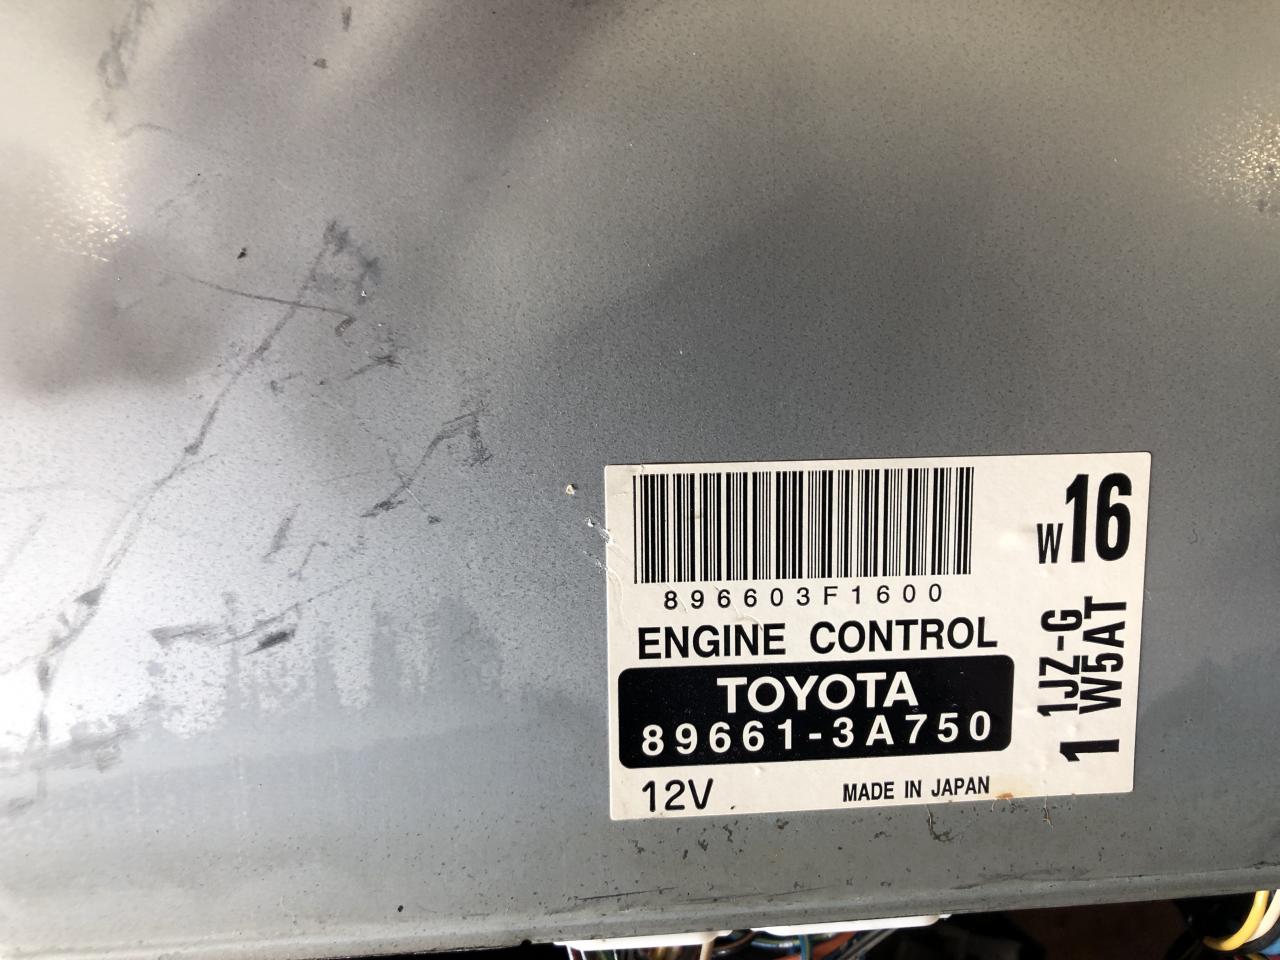 896603F1600
ENGINE CONTROL
TOYOTA
89661-3A750
12V
MADE IN JAPAN
W16
1JZ-G
1 W5AT